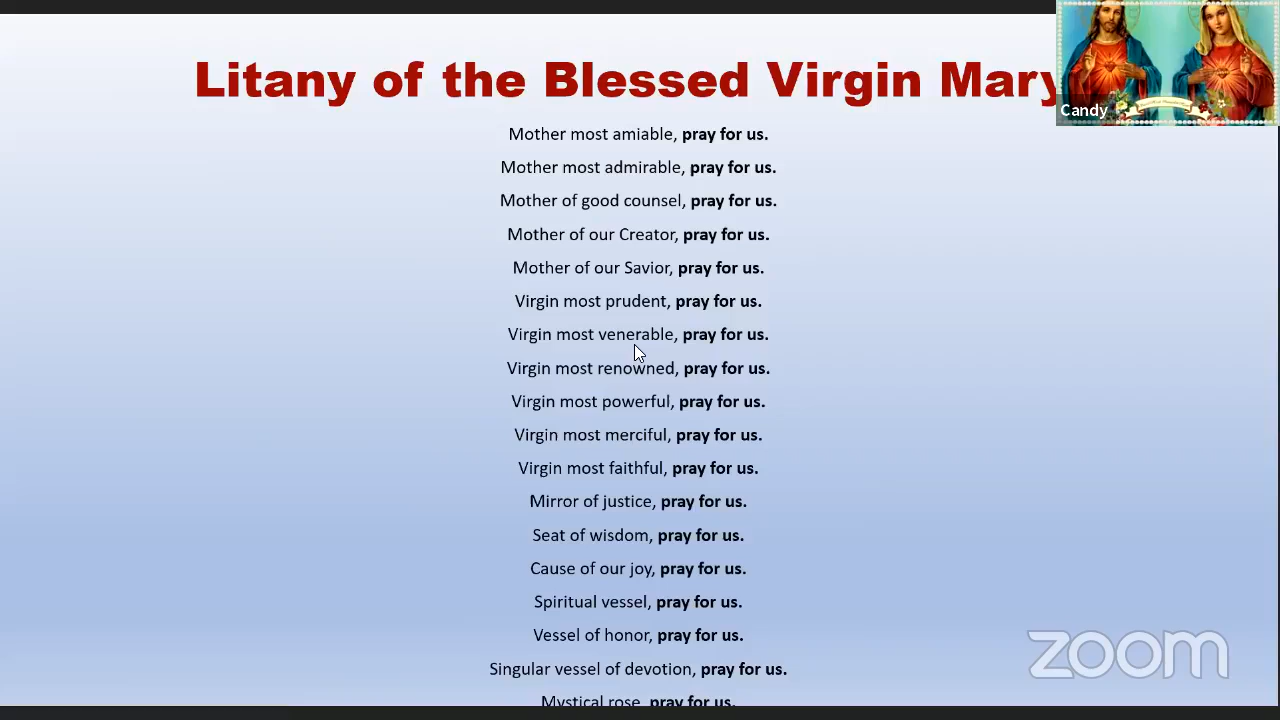 Litany of the Blessed Virgin Mary
Candy
Mother most amiable, pray for us.
Mother most admirable, pray for us.
Mother of good counsel, pray for us.
Mother of our Creator, pray for us.
Mother of our Savior, pray for us.
Virgin most prudent, pray for us.
Virgin most venerable, pray for us.
Virgin most renowned, pray for us.
Virgin most powerful, pray for us.
Virgin most merciful, pray for us.
Virgin most faithful, pray for us.
Mirror of justice, pray for us.
Seat of wisdom, pray for us.
Cause of our joy, pray for us.
Spiritual vessel, pray for us.
Vessel of honor, pray for us.
Singular vessel of devotion, pray for us.
Mystical rose, pray for us.
zoom